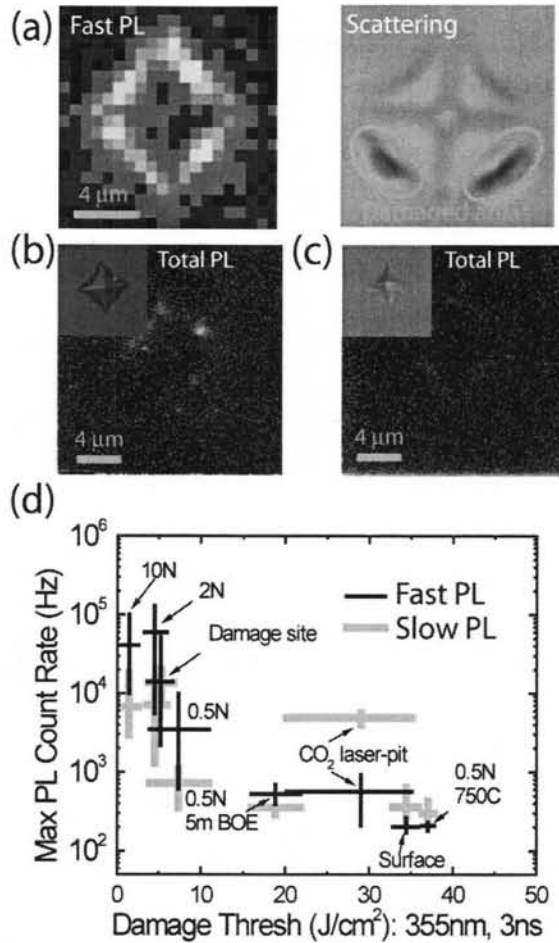 (a) Fast PL Scattering
4 μm
(b) Total PL (c) Total PL
4 μm 4 μm
(d)
Max PL Count Rate (Hz)
10⁶
10⁵
10⁴
10³
10²
10N
2N
Damage site
0.5N
0.5N
5m BOE
CO₂ laser-pit
0.5N
750C
Surface
Fast PL
Slow PL
0 10 20 30 40 50
Damage Thresh (J/cm²): 355nm, 3ns